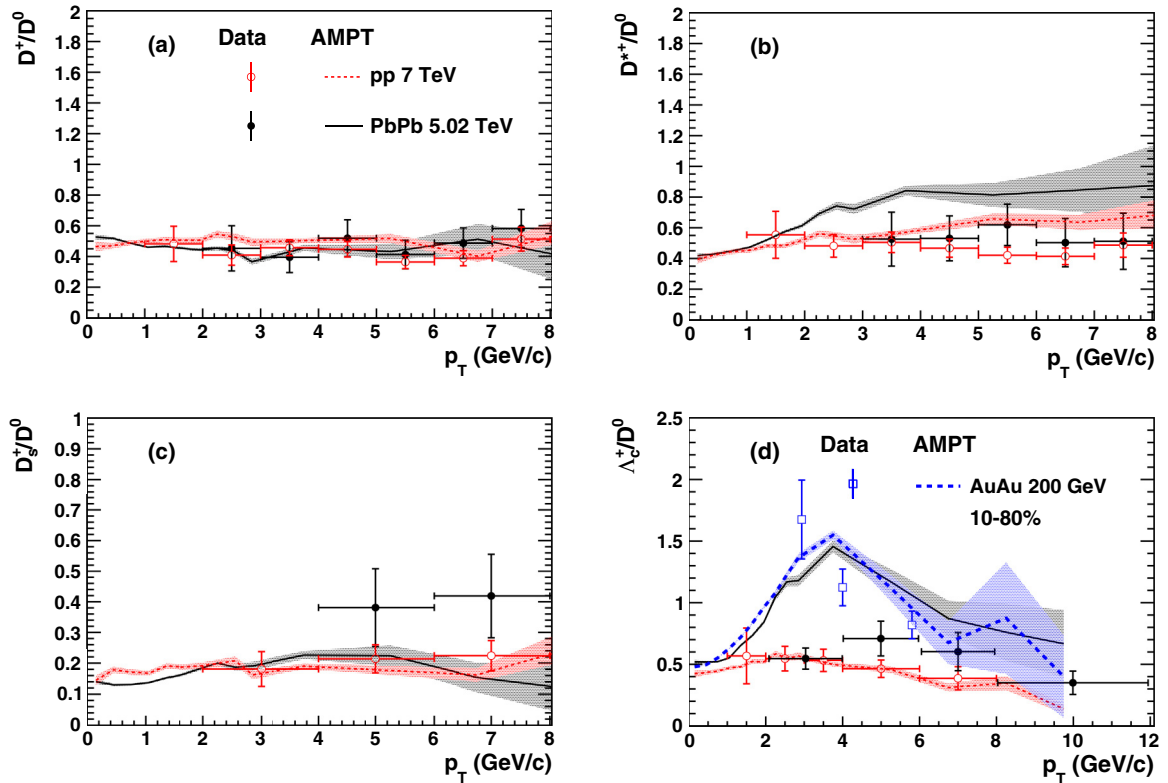 D⁺/D⁰
2
1.8
1.6
1.4
1.2
1
0.8
0.6
0.4
0.2
0
(a)
Data AMPT
pp 7 TeV
PbPb 5.02 TeV
0 1 2 3 4 5 6 7 8
p_T (GeV/c)
D*⁺/D⁰
2
1.8
1.6
1.4
1.2
1
0.8
0.6
0.4
0.2
0
(b)
0 1 2 3 4 5 6 7 8
p_T (GeV/c)
D_s⁺/D⁰
1
0.9
0.8
0.7
0.6
0.5
0.4
0.3
0.2
0.1
0
(c)
0 1 2 3 4 5 6 7 8
p_T (GeV/c)
Λ_c⁺/D⁰
2.5
2
1.5
1
0.5
0
(d)
Data AMPT
AuAu 200 GeV
10-80%
0 2 4 6 8 10 12
p_T (GeV/c)